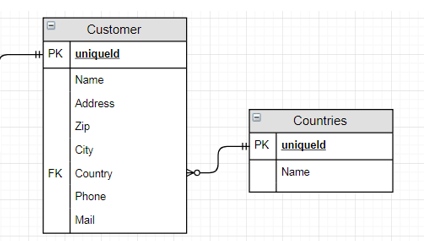 Customer
PK uniqueId
Name
Address
Zip
City
FK Country
Phone
Mail
Countries
PK uniqueId
Name